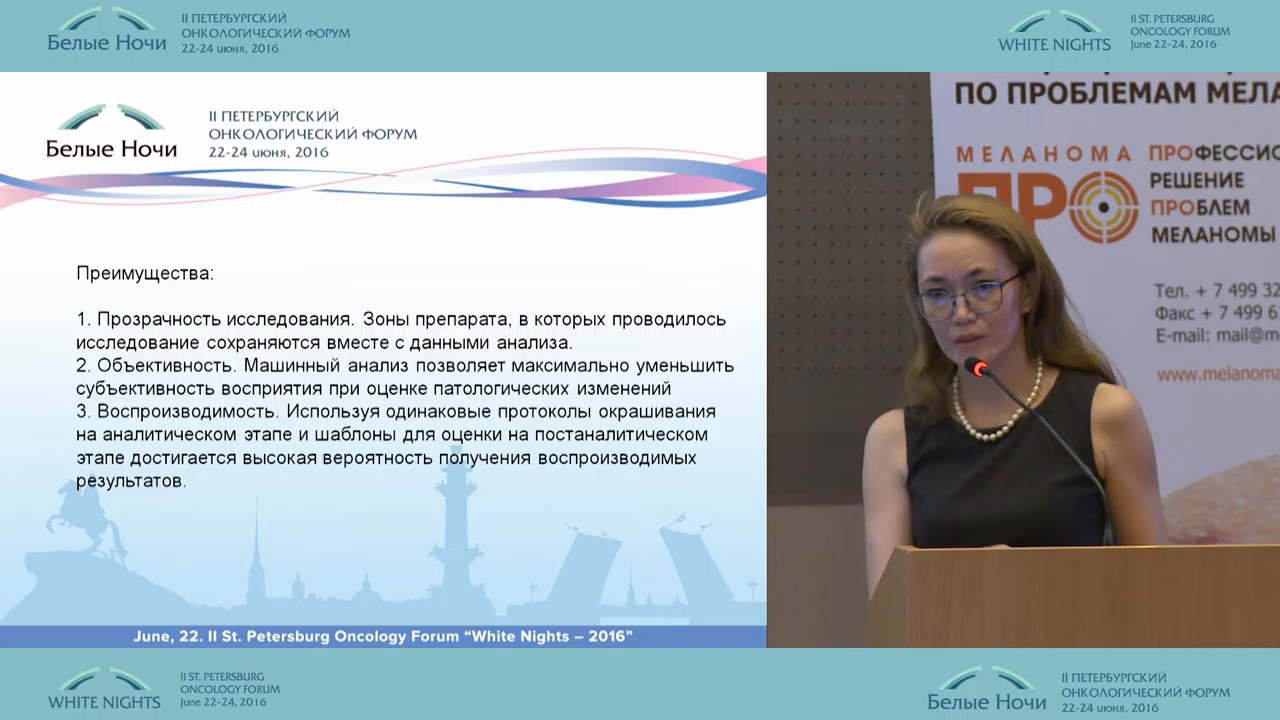 Белые Ночи
II ПЕТЕРБУРГСКИЙ
ОНКОЛОГИЧЕСКИЙ ФОРУМ
22-24 июня, 2016
WHITE NIGHTS
II ST. PETERSBURG
ONCOLOGY FORUM
June 22-24, 2016
Белые Ночи
II ПЕТЕРБУРГСКИЙ
ОНКОЛОГИЧЕСКИЙ ФОРУМ
22-24 июня, 2016
Преимущества:
1. Прозрачность исследования. Зоны препарата, в которых проводилось
исследование сохраняются вместе с данными анализа.
2. Объективность. Машинный анализ позволяет максимально уменьшить
субъективность восприятия при оценке патологических изменений
3. Воспроизводимость. Используя одинаковые протоколы окрашивания
на аналитическом этапе и шаблоны для оценки на постаналитическом
этапе достигается высокая вероятность получения воспроизводимых
результатов.
June, 22. II St. Petersburg Oncology Forum “White Nights – 2016”
ПО ПРОБЛЕМАМ
МЕЛАНОМА
ПРО
РЕШЕНИЕ
ПРОБЛЕМ
МЕЛАНОМЫ
Тел. + 7 499
Факс + 7 499
E-mail:
WHITE NIGHTS
II ST. PETERSBURG
ONCOLOGY FORUM
June 22-24, 2016
Белые Ночи
II ПЕТЕРБУРГСКИЙ
ОНКОЛОГИЧЕСКИЙ ФОРУМ
22-24 июня, 2016